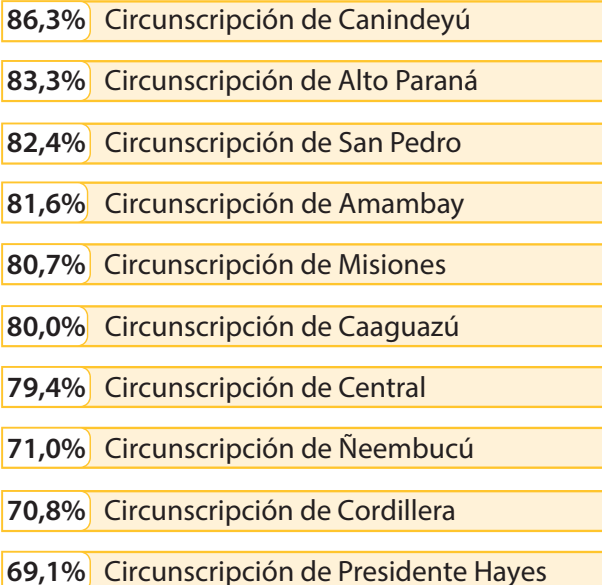 86,3% Circunscripción de Canindeyú
83,3% Circunscripción de Alto Paraná
82,4% Circunscripción de San Pedro
81,6% Circunscripción de Amambay
80,7% Circunscripción de Misiones
80,0% Circunscripción de Caaguazú
79,4% Circunscripción de Central
71,0% Circunscripción de Ñeembucú
70,8% Circunscripción de Cordillera
69,1% Circunscripción de Presidente Hayes